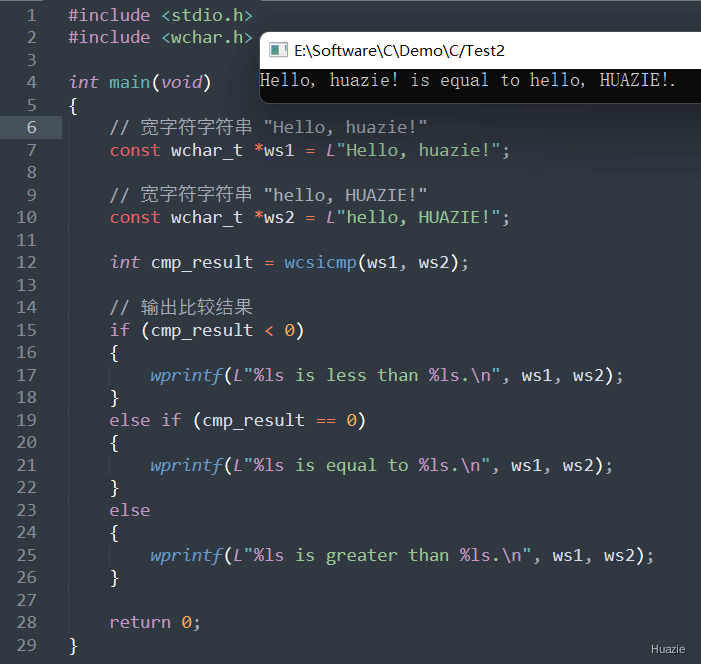 1 #include <stdio.h>
2 #include <wchar.h>
E:\Software\C\Demo\C/Test2
Hello, huazie! is equal to hello, HUAZIE!.
3
4 int main(void)
5 {
6     // 宽字符字符串 "Hello, huazie!"
7     const wchar_t *ws1 = L"Hello, huazie!";
8
9     // 宽字符字符串 "hello, HUAZIE!"
10     const wchar_t *ws2 = L"hello, HUAZIE!";
11
12     int cmp_result = wcsicmp(ws1, ws2);
13
14     // 输出比较结果
15     if (cmp_result < 0)
16     {
17         wprintf(L"%ls is less than %ls.\n", ws1, ws2);
18     }
19     else if (cmp_result == 0)
20     {
21         wprintf(L"%ls is equal to %ls.\n", ws1, ws2);
22     }
23     else
24     {
25         wprintf(L"%ls is greater than %ls.\n", ws1, ws2);
26     }
27
28     return 0;
29 }
Huazie